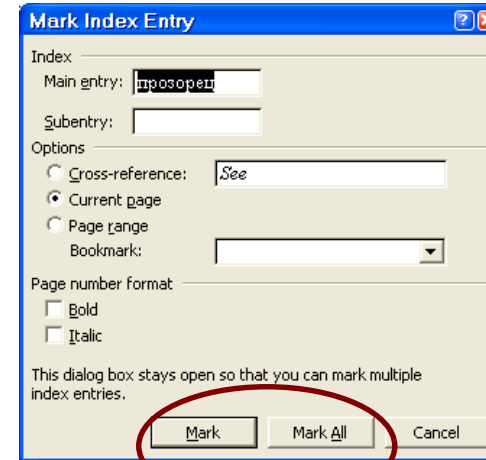 Mark Index Entry
Index
Main entry: прозорец
Subentry:
Options
Cross-reference: See
Current page
Page range
Bookmark:
Page number format
Bold
Italic
This dialog box stays open so that you can mark multiple
index entries.
Mark Mark All Cancel